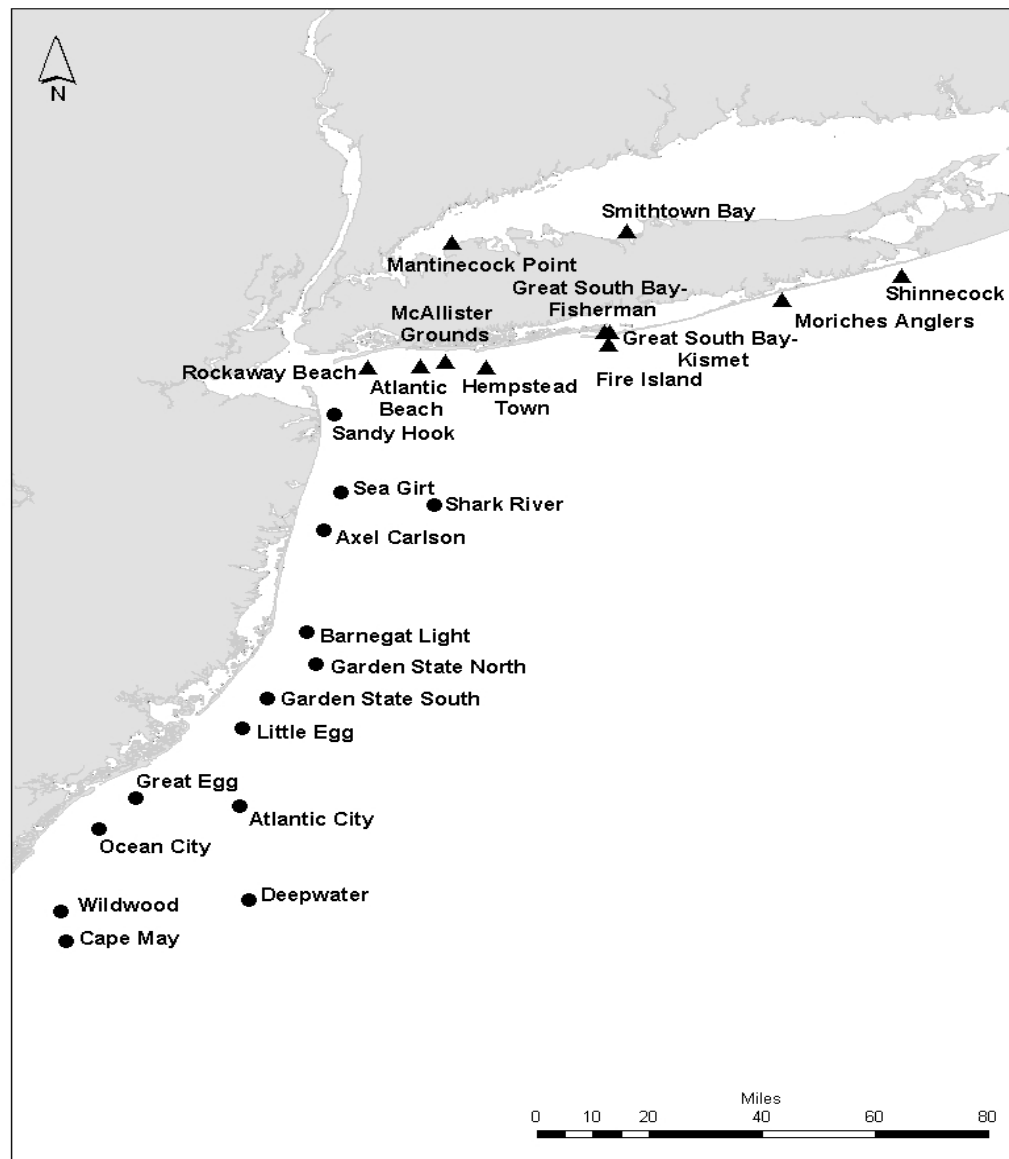 N
Smithtown Bay
Mantinecock Point
Great South Bay-
Fisherman
Shinnecock
McAllister
Grounds
Moriches Anglers
Great South Bay-
Kismet
Rockaway Beach
Atlantic
Beach
Hempstead
Town
Fire Island
Sandy Hook
Sea Girt
Shark River
Axel Carlson
Barnegat Light
Garden State North
Garden State South
Little Egg
Great Egg
Atlantic City
Ocean City
Deepwater
Wildwood
Cape May
Miles
0 10 20 40 60 80